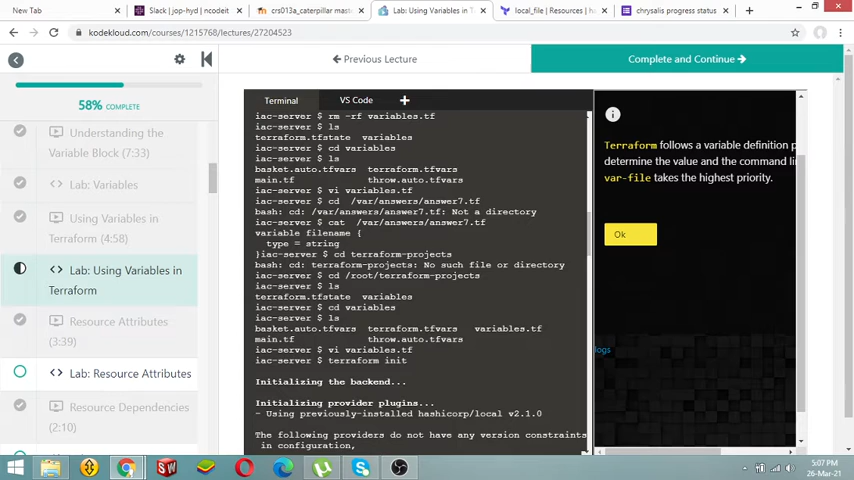 New Tab
Slack | jop-hyd | ncodeit
crs013a_caterpillar mast
Lab: Using Variables in T
local_file | Resources | ha
chrysalis progress status
kodekloud.com/courses/1215768/lectures/27204523
Previous Lecture
Complete and Continue
58% COMPLETE
Understanding the
Variable Block (7:33)
Lab: Variables
Using Variables in
Terraform (4:58)
Lab: Using Variables in
Terraform
Resource Attributes
(3:39)
Lab: Resource Attributes
Resource Dependencies
(2:10)
Terminal
VS Code
iac-server $ rm -rf variables.tf
iac-server $ ls
terraform.tfstate variables
iac-server $ cd variables
iac-server $ ls
basket.auto.tfvars terraform.tfvars
main.tf throw.auto.tfvars
iac-server $ vi variables.tf
iac-server $ cd /var/answers/answer7.tf
bash: cd: /var/answers/answer7.tf: Not a directory
iac-server $ cat /var/answers/answer7.tf
variable filename {
type = string
}iac-server $ cd terraform-projects
bash: cd: terraform-projects: No such file or directory
iac-server $ cd /root/terraform-projects
iac-server $ ls
terraform.tfstate variables
iac-server $ cd variables
iac-server $ ls
basket.auto.tfvars terraform.tfvars variables.tf
main.tf throw.auto.tfvars
iac-server $ vi variables.tf
iac-server $ terraform init
Initializing the backend...
Initializing provider plugins...
- Using previously-installed hashicorp/local v2.1.0
The following providers do not have any version constraints
in configuration,
Terraform follows a variable definition p
determine the value and the command li
var-file takes the highest priority.
Ok
logs
5:07 PM
26-Mar-21